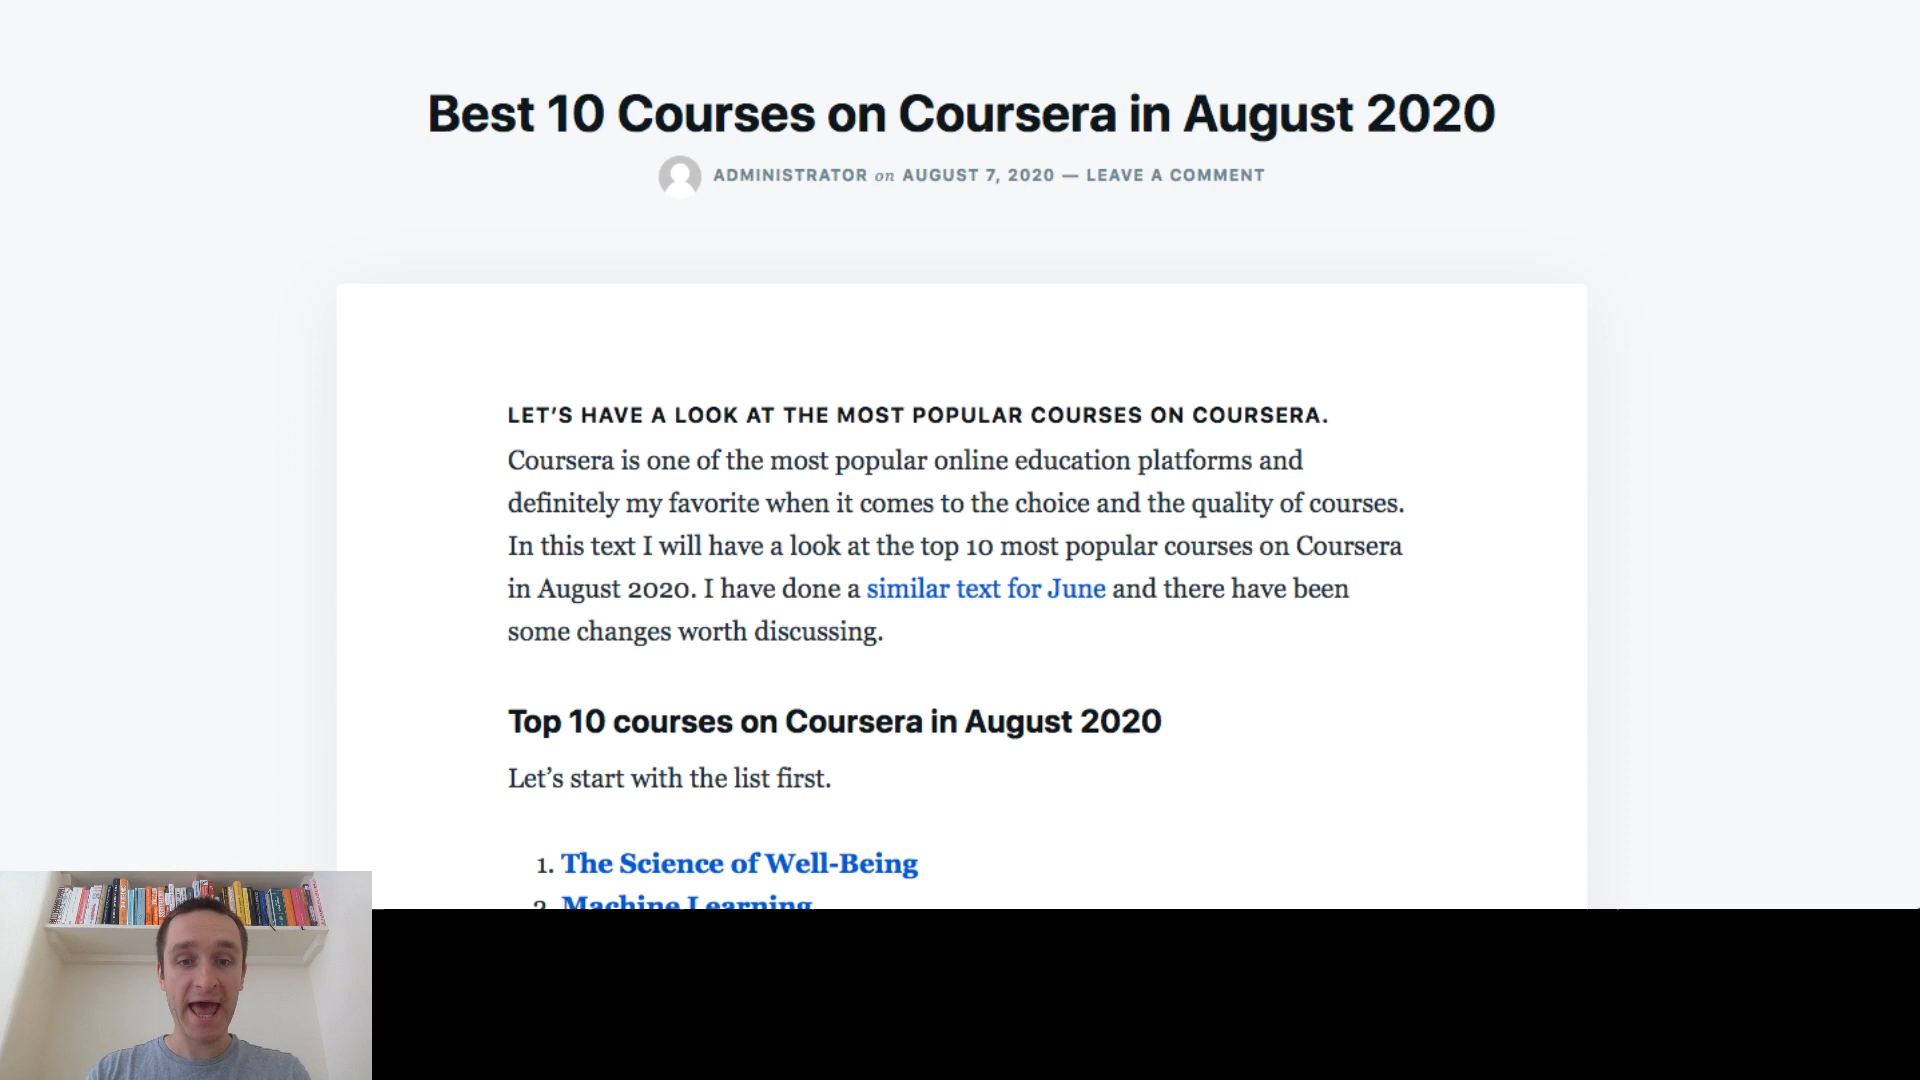 Best 10 Courses on Coursera in August 2020
ADMINISTRATOR on AUGUST 7, 2020 — LEAVE A COMMENT
LET’S HAVE A LOOK AT THE MOST POPULAR COURSES ON COURSERA.
Coursera is one of the most popular online education platforms and
definitely my favorite when it comes to the choice and the quality of courses.
In this text I will have a look at the top 10 most popular courses on Coursera
in August 2020. I have done a similar text for June and there have been
some changes worth discussing.
Top 10 courses on Coursera in August 2020
Let’s start with the list first.
1. The Science of Well-Being
2. Machine Learning